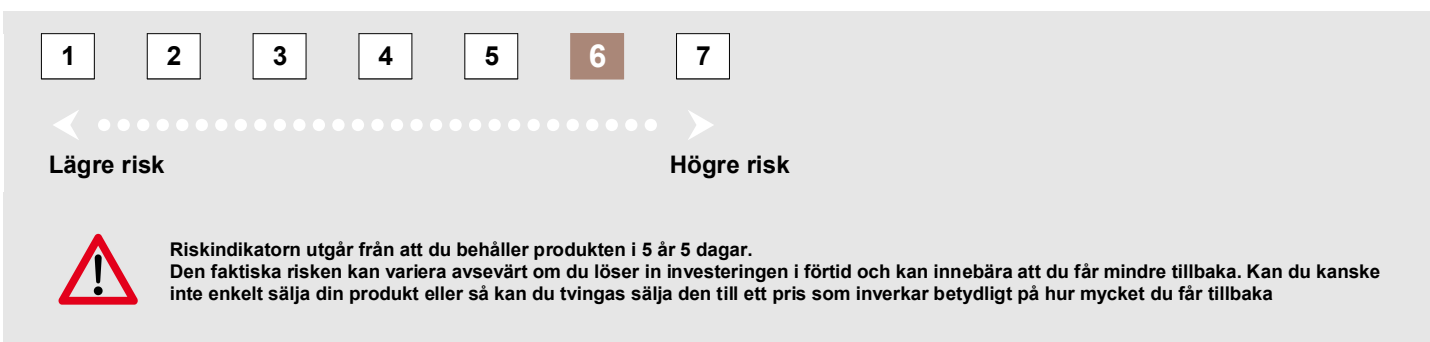 1 2 3 4 5 6 7
Lägre risk Högre risk
Riskindikatorn utgår från att du behåller produkten i 5 år 5 dagar.
Den faktiska risken kan variera avsevärt om du löser in investeringen i förtid och kan innebära att du får mindre tillbaka. Kan du kanske
inte enkelt sälja din produkt eller så kan du tvingas sälja den till ett pris som inverkar betydligt på hur mycket du får tillbaka